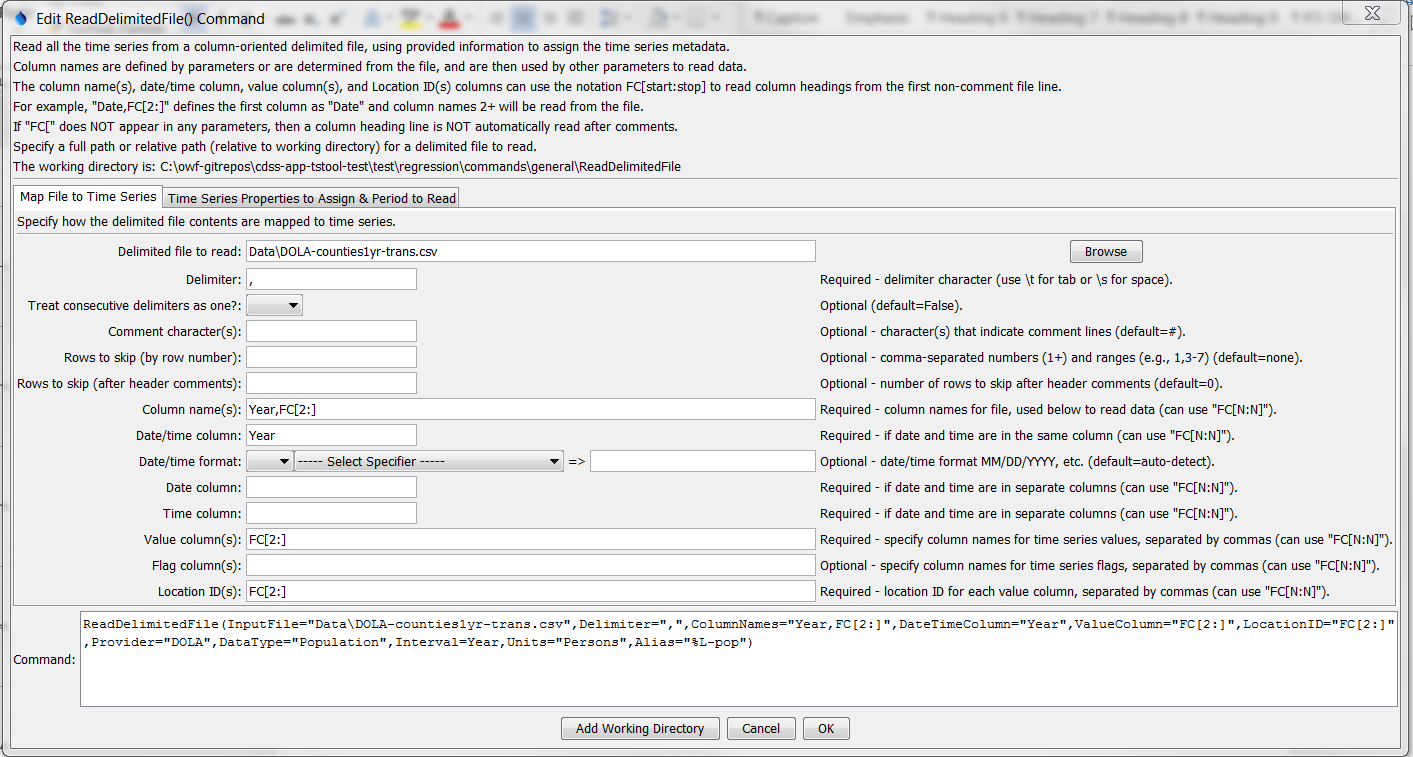 Edit ReadDelimitedFile() Command
Read all the time series from a column-oriented delimited file, using provided information to assign the time series metadata.
Column names are defined by parameters or are determined from the file, and are then used by other parameters to read data.
The column name(s), date/time column, value column(s), and Location ID(s) columns can use the notation FC[start:stop] to read column headings from the first non-comment file line.
For example, "Date,FC[2:]" defines the first column as "Date" and column names 2+ will be read from the file.
If "FC[" does NOT appear in any parameters, then a column heading line is NOT automatically read after comments.
Specify a full path or relative path (relative to working directory) for a delimited file to read.
The working directory is: C:\owf-gitrepos\cdss-app-tstool-test\test\regression\commands\general\ReadDelimitedFile
Map File to Time Series Time Series Properties to Assign & Period to Read
Specify how the delimited file contents are mapped to time series.
Delimited file to read: Data\DOLA-counties1yr-trans.csv Browse
Delimiter: , Required - delimiter character (use \t for tab or \s for space).
Treat consecutive delimiters as one?: Optional (default=False).
Comment character(s): Optional - character(s) that indicate comment lines (default=#).
Rows to skip (by row number): Optional - comma-separated numbers (1+) and ranges (e.g., 1,3-7) (default=none).
Rows to skip (after header comments): Optional - number of rows to skip after header comments (default=0).
Column name(s): Year,FC[2:] Required - column names for file, used below to read data (can use "FC[N:N]").
Date/time column: Year Required - if date and time are in the same column (can use "FC[N:N]").
Date/time format: ----- Select Specifier ----- => Optional - date/time format MM/DD/YYYY, etc. (default=auto-detect).
Date column: Required - if date and time are in separate columns (can use "FC[N:N]").
Time column: Required - if date and time are in separate columns (can use "FC[N:N]").
Value column(s): FC[2:] Required - specify column names for time series values, separated by commas (can use "FC[N:N]").
Flag column(s): Optional - specify column names for time series flags, separated by commas (can use "FC[N:N]").
Location ID(s): FC[2:] Required - location ID for each value column, separated by commas (can use "FC[N:N]").
ReadDelimitedFile(InputFile="Data\DOLA-counties1yr-trans.csv",Delimiter=",",ColumnNames="Year,FC[2:]",DateTimeColumn="Year",ValueColumn="FC[2:]",LocationID="FC[2:]"
,Provider="DOLA",DataType="Population",Interval=Year,Units="Persons",Alias="%L-pop")
Command:
Add Working Directory Cancel OK